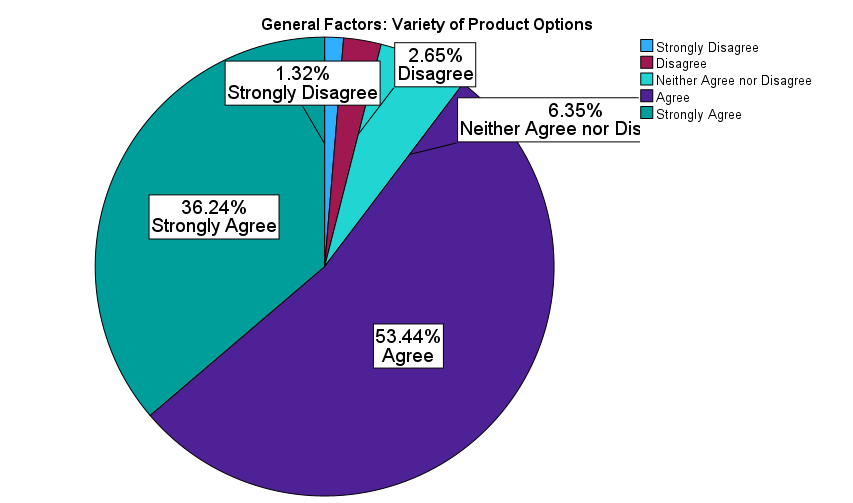 General Factors: Variety of Product Options
1.32%
Strongly Disagree
2.65%
Disagree
6.35%
Neither Agree nor Dis
36.24%
Strongly Agree
53.44%
Agree
Strongly Disagree
Disagree
Neither Agree nor Disagree
Agree
Strongly Agree